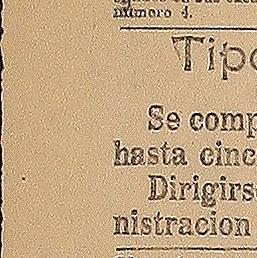 número 4.
Tipo
Se comp
hasta cinc
Dirigirs
nistracion